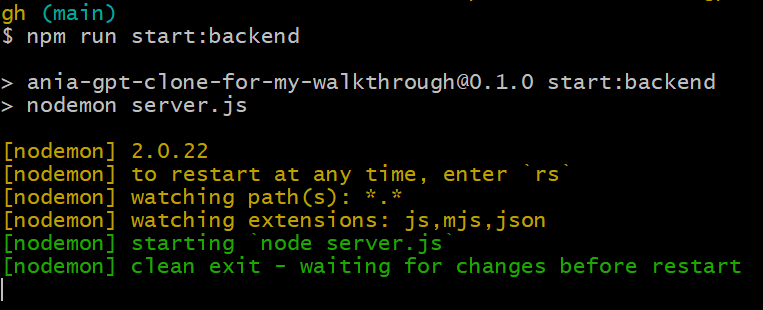 gh (main)
$ npm run start:backend
> ania-gpt-clone-for-my-walkthrough@0.1.0 start:backend
> nodemon server.js
[nodemon] 2.0.22
[nodemon] to restart at any time, enter `rs`
[nodemon] watching path(s): *.*
[nodemon] watching extensions: js,mjs,json
[nodemon] starting `node server.js`
[nodemon] clean exit - waiting for changes before restart